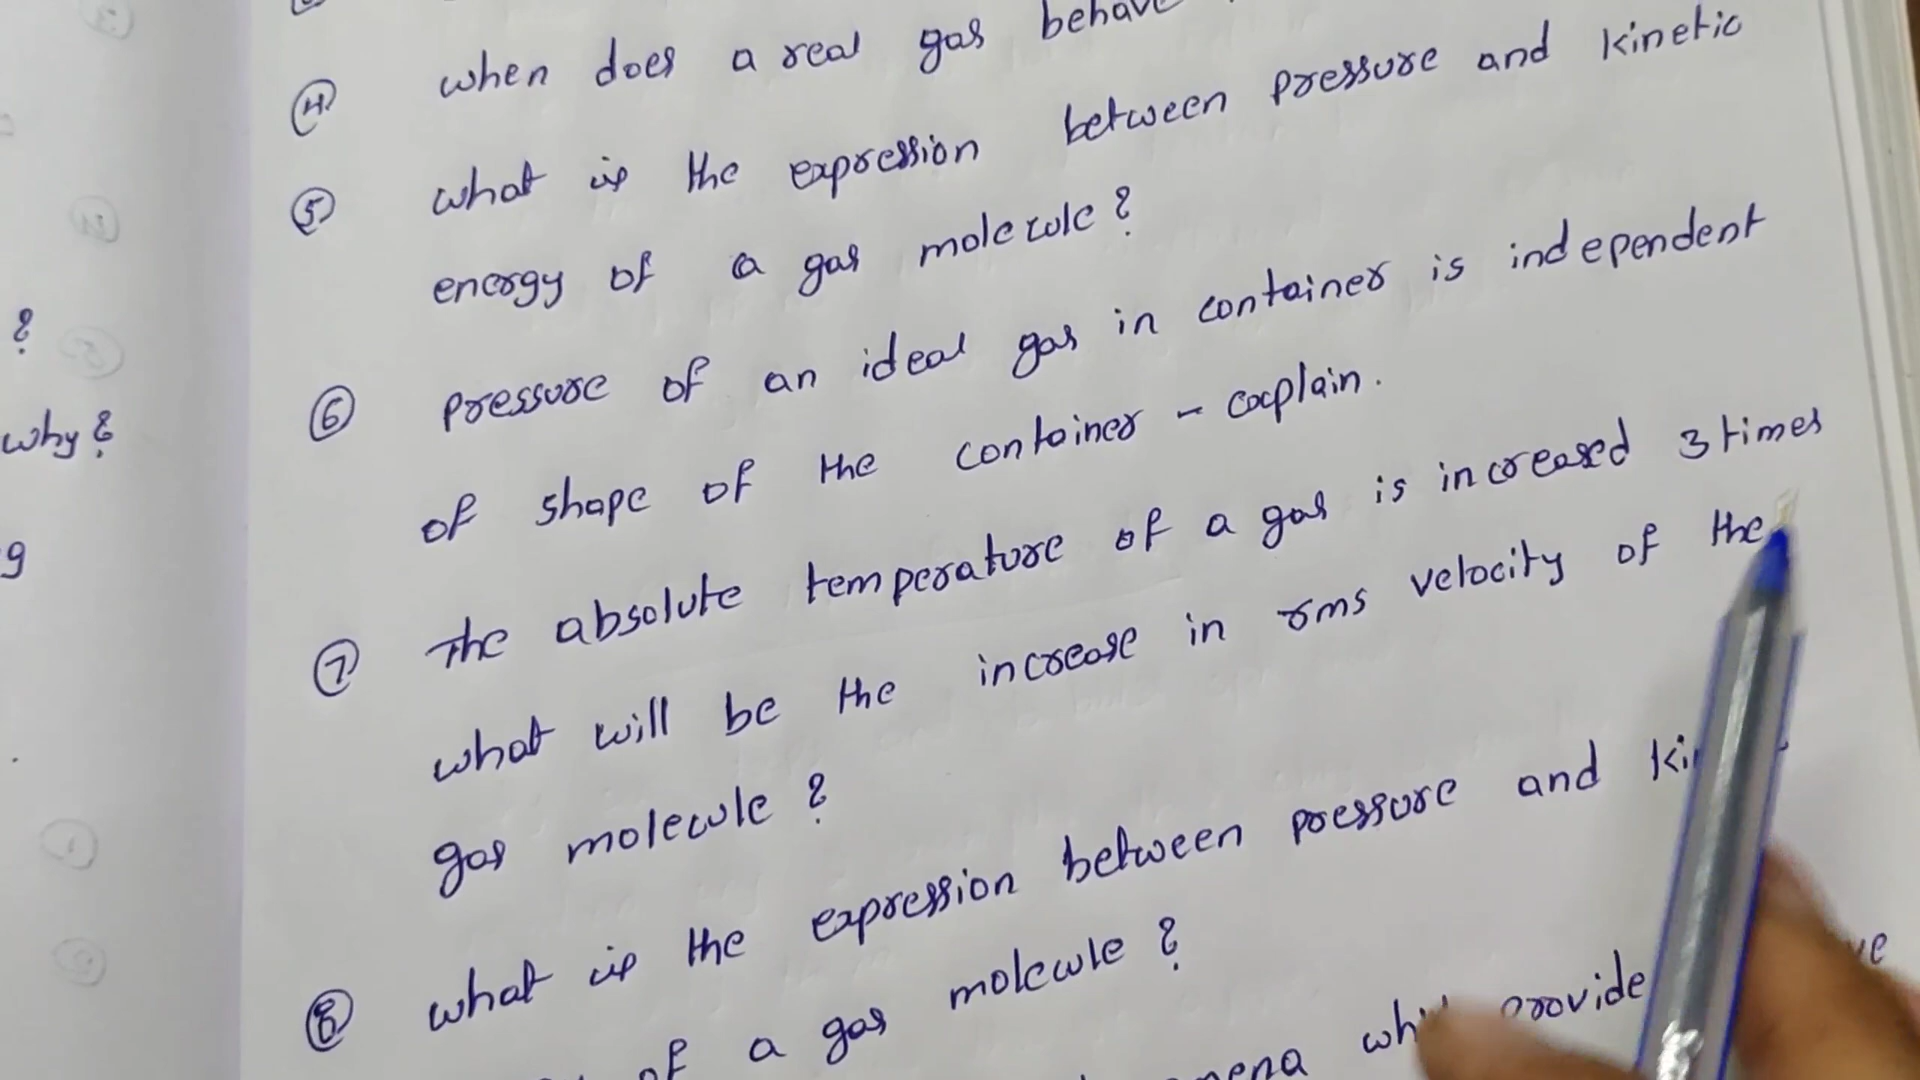 ④ when does a real gas behave
⑤ what is the expression between pressure and kinetic
energy of a gas molecule?
⑥ pressure of an ideal gas in container is independent
of shape of the container - explain.
⑦ The absolute temperature of a gas is increased 3 times
what will be the increase in rms velocity of the
gas molecule?
⑧ what is the expression between pressure and
of a gas molecule?
provide
?
why?